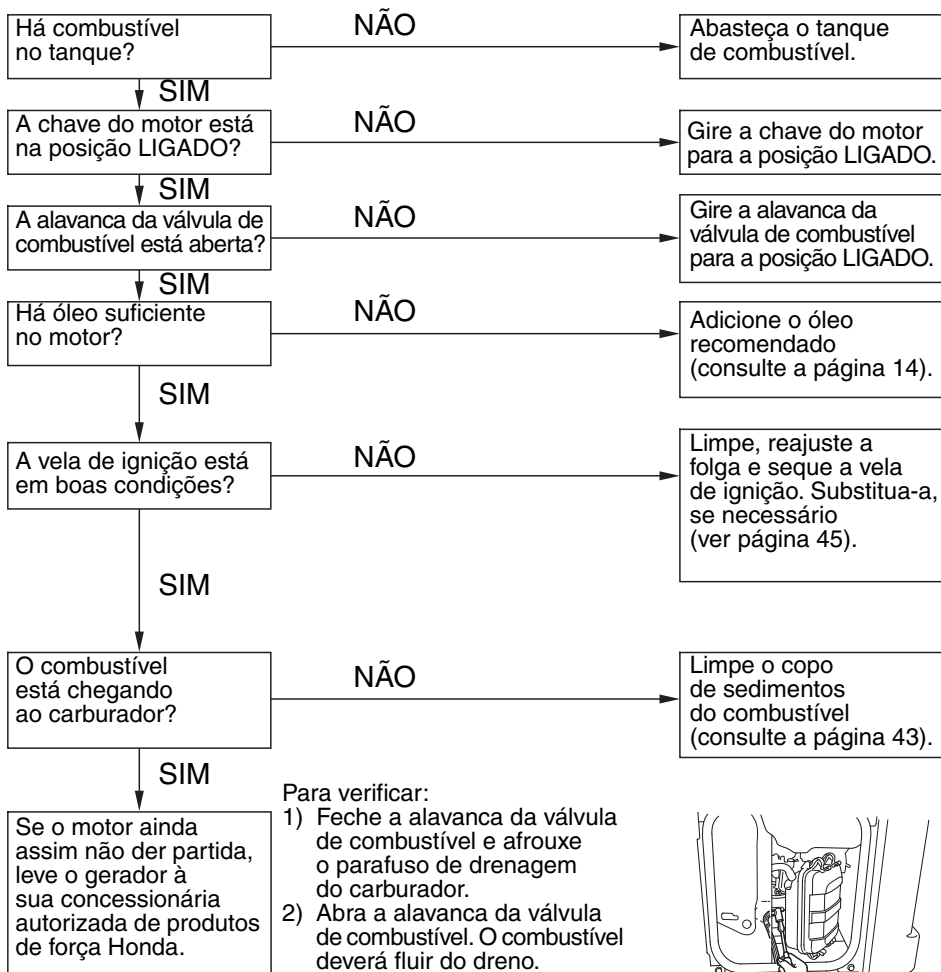 Há combustível
no tanque?
NÃO
Abasteça o tanque
de combustível.
SIM
A chave do motor está
na posição LIGADO?
NÃO
Gire a chave do motor
para a posição LIGADO.
SIM
A alavanca da válvula de
combustível está aberta?
NÃO
Gire a alavanca da
válvula de combustível
para a posição LIGADO.
SIM
Há óleo suficiente
no motor?
NÃO
Adicione o óleo
recomendado
(consulte a página 14).
SIM
A vela de ignição está
em boas condições?
NÃO
Limpe, reajuste a
folga e seque a vela
de ignição. Substitua-a,
se necessário
(ver página 45).
SIM
O combustível
está chegando
ao carburador?
NÃO
Limpe o copo
de sedimentos
do combustível
(consulte a página 43).
SIM
Se o motor ainda
assim não der partida,
leve o gerador à
sua concessionária
autorizada de produtos
de força Honda.
Para verificar:
1) Feche a alavanca da válvula
de combustível e afrouxe
o parafuso de drenagem
do carburador.
2) Abra a alavanca da válvula
de combustível. O combustível
deverá fluir do dreno.